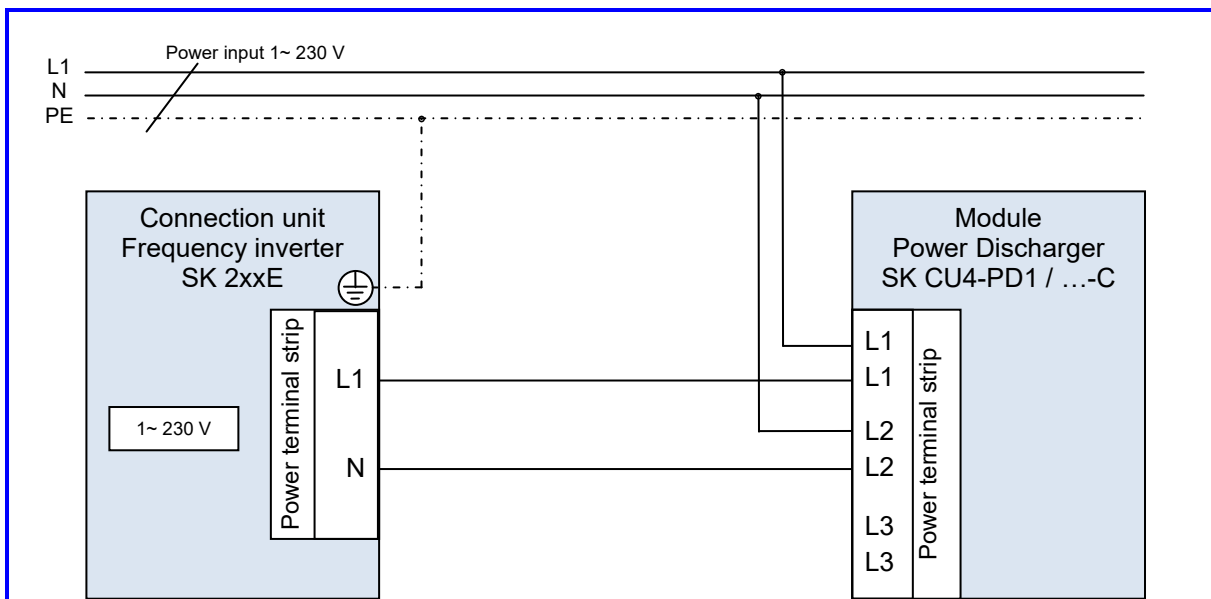 Power input 1~ 230 V
L1
N
PE
Connection unit
Frequency inverter
SK 2xxE
Power terminal strip
L1
N
1~ 230 V
Module
Power Discharger
SK CU4-PD1 / …-C
L1
L1
L2
L2
L3
L3
Power terminal strip